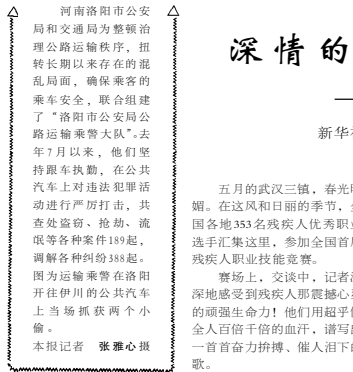 河南洛阳市公安
局和交通局为整顿治
理公路运输秩序，扭
转长期以来存在的混
乱局面，确保乘客的
乘车安全，联合组建
了“洛阳市公安局公
路运输乘警大队”。去
年7月以来，他们坚
持跟车执勤，在公共
汽车上对违法犯罪活
动进行严厉打击，共
查处盗窃、抢劫、流
氓等各种案件189起，
调解各种纠纷388起。
图为运输乘警在洛阳
开往伊川的公共汽车
上当场抓获两个小
偷。
本报记者 张雅心摄
深情的
—
新华社
五月的武汉三镇，春光
媚。在这风和日丽的季节，
国各地353名残疾人优秀职
选手汇集这里，参加全国首
残疾人职业技能竞赛。
赛场上，交谈中，记者
深地感受到残疾人那震撼心
的顽强生命力！他们用超乎
全人百倍千倍的血汗，谱写
一首首奋力拚搏、催人泪下
歌。